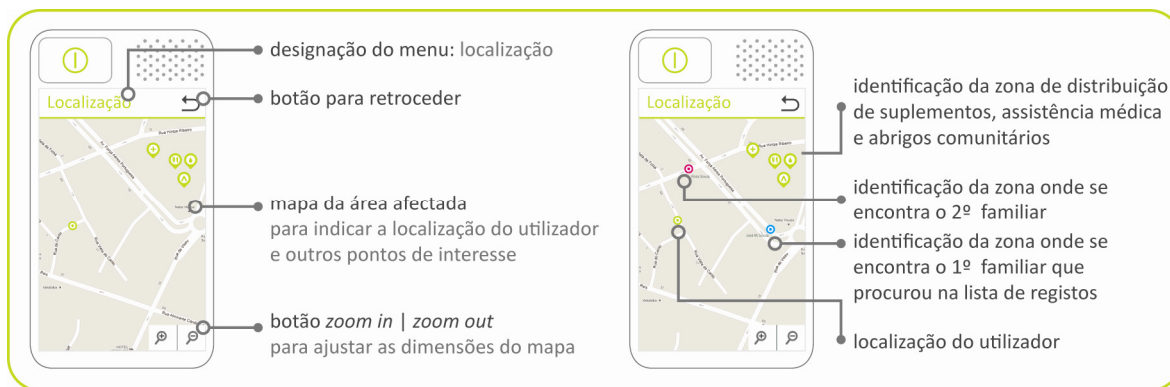 Localização
designação do menu: localização
botão para retroceder
mapa da área afectada
para indicar a localização do utilizador
e outros pontos de interesse
botão zoom in | zoom out
para ajustar as dimensões do mapa
Localização
identificação da zona de distribuição
de suplementos, assistência médica
e abrigos comunitários
identificação da zona onde se
encontra o 2º familiar
identificação da zona onde se
encontra o 1º familiar que
procurou na lista de registos
localização do utilizador